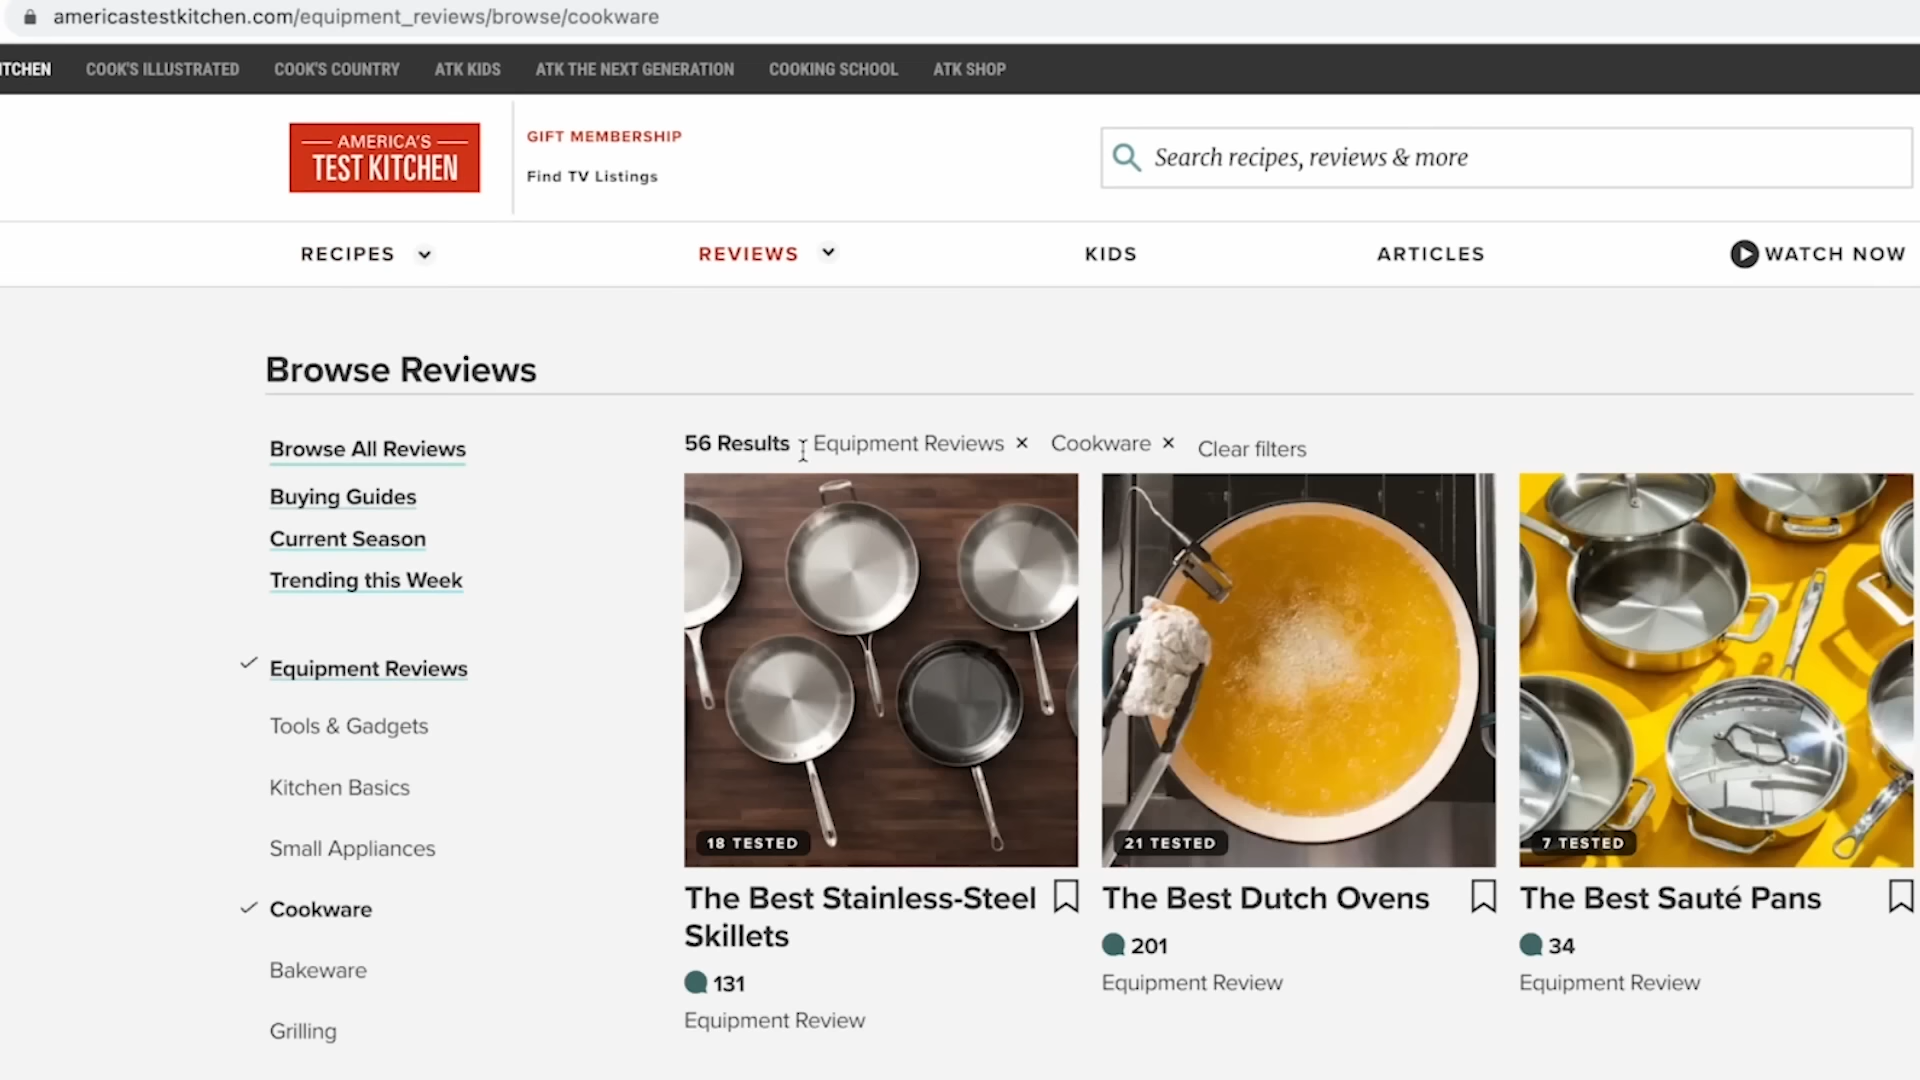 americastestkitchen.com/equipment_reviews/browse/cookware
ITCHEN COOK'S ILLUSTRATED COOK'S COUNTRY ATK KIDS ATK THE NEXT GENERATION COOKING SCHOOL ATK SHOP
AMERICA'S
TEST KITCHEN
GIFT MEMBERSHIP
Find TV Listings
Search recipes, reviews & more
RECIPES REVIEWS KIDS ARTICLES WATCH NOW
Browse Reviews
Browse All Reviews
Buying Guides
Current Season
Trending this Week
Equipment Reviews
Tools & Gadgets
Kitchen Basics
Small Appliances
Cookware
Bakeware
Grilling
56 Results Equipment Reviews × Cookware × Clear filters
18 TESTED
The Best Stainless-Steel
Skillets
131
Equipment Review
21 TESTED
The Best Dutch Ovens
201
Equipment Review
7 TESTED
The Best Sauté Pans
34
Equipment Review